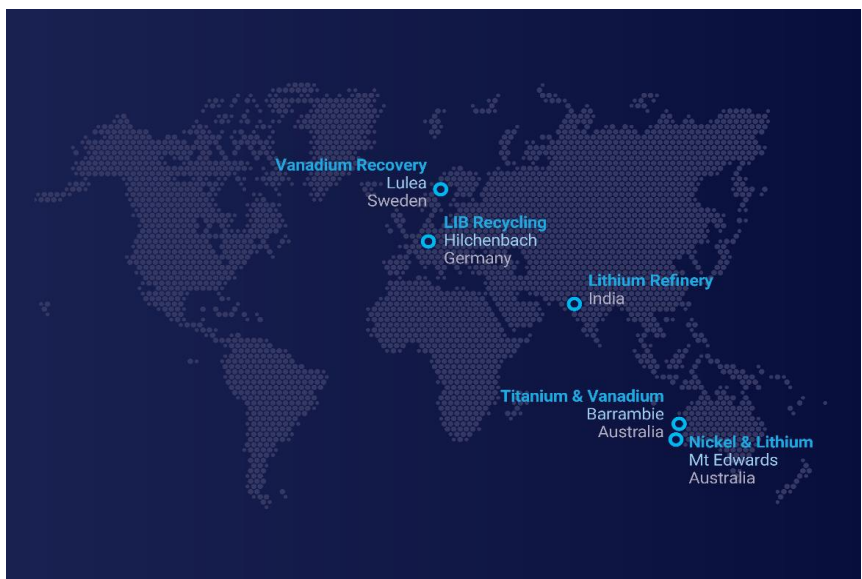 Vanadium Recovery
Lulea
Sweden
LIB Recycling
Hilchenbach
Germany
Lithium Refinery
India
Titanium & Vanadium
Barrambie
Australia
Nickel & Lithium
Mt Edwards
Australia